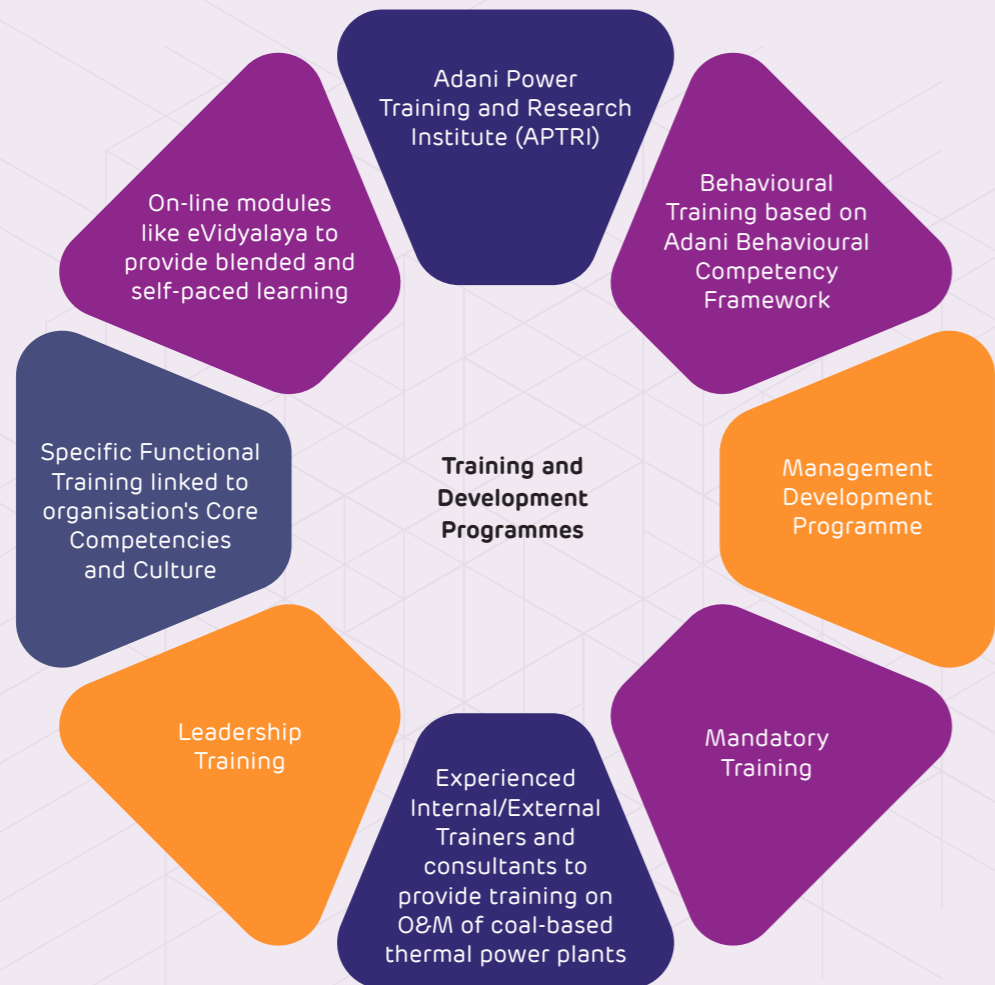 Adani Power
Training and Research
Institute (APTRI)
Behavioural
Training based on
Adani Behavioural
Competency
Framework
Management
Development
Programme
Mandatory
Training
Experienced
Internal/External
Trainers and
consultants to
provide training on
O&M of coal-based
thermal power plants
Leadership
Training
Specific Functional
Training linked to
organisation's Core
Competencies
and Culture
On-line modules
like eVidyalaya to
provide blended and
self-paced learning
Training and
Development
Programmes